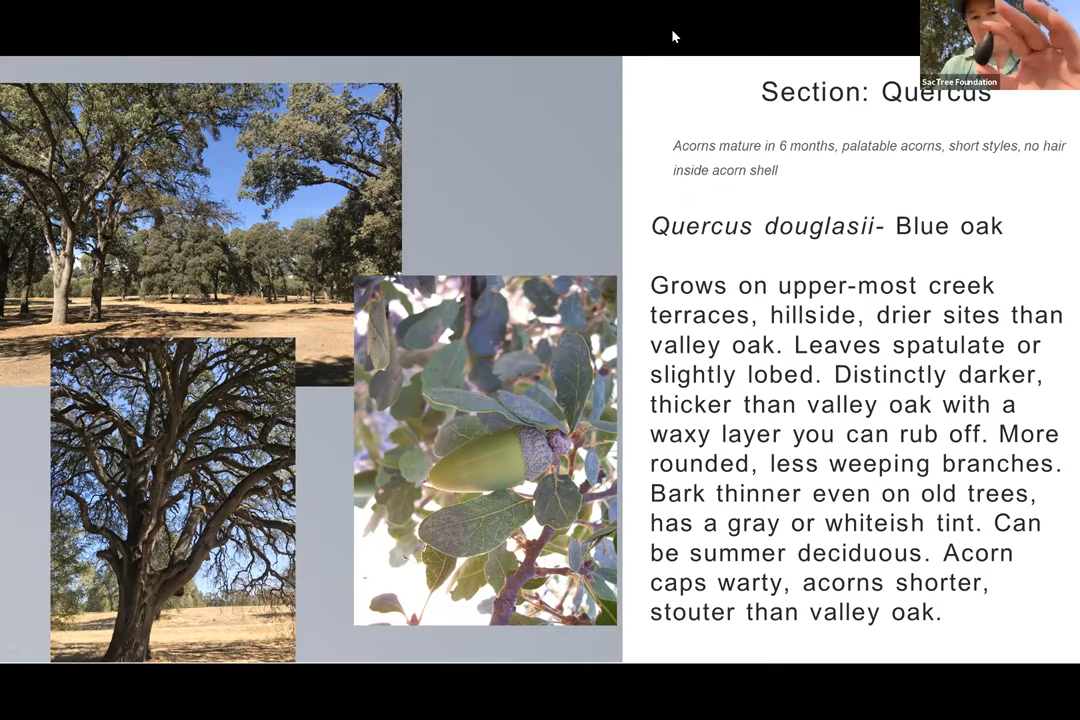 SacTree Foundation
Section: Quercus
Acorns mature in 6 months, palatable acorns, short styles, no hair
inside acorn shell
Quercus douglasii- Blue oak
Grows on upper-most creek
terraces, hillside, drier sites than
valley oak. Leaves spatulate or
slightly lobed. Distinctly darker,
thicker than valley oak with a
waxy layer you can rub off. More
rounded, less weeping branches.
Bark thinner even on old trees,
has a gray or whiteish tint. Can
be summer deciduous. Acorn
caps warty, acorns shorter,
stouter than valley oak.